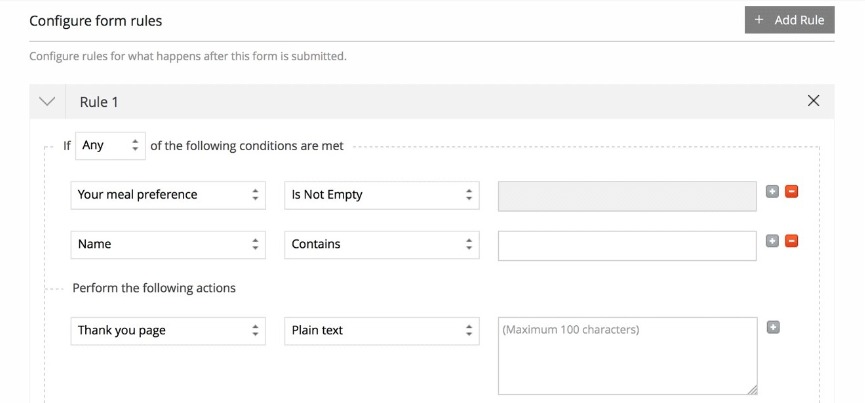 Configure form rules
+ Add Rule
Configure rules for what happens after this form is submitted.
Rule 1
If Any of the following conditions are met
Your meal preference Is Not Empty
Name Contains
Perform the following actions
Thank you page Plain text (Maximum 100 characters)